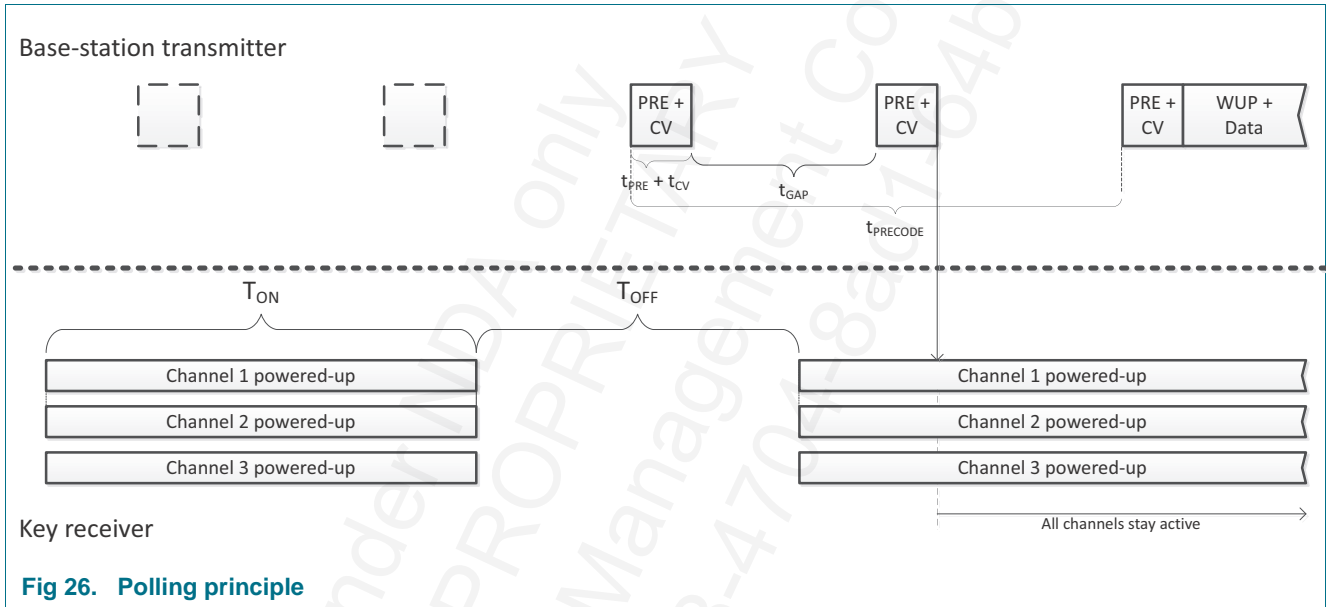 Base-station transmitter
PRE + CV
PRE + CV
PRE + CV
WUP + Data
tPRE + tCV
tGAP
tPRECODE
TON
TOFF
Channel 1 powered-up
Channel 1 powered-up
Channel 2 powered-up
Channel 2 powered-up
Channel 3 powered-up
Channel 3 powered-up
All channels stay active
Key receiver
Fig 26. Polling principle